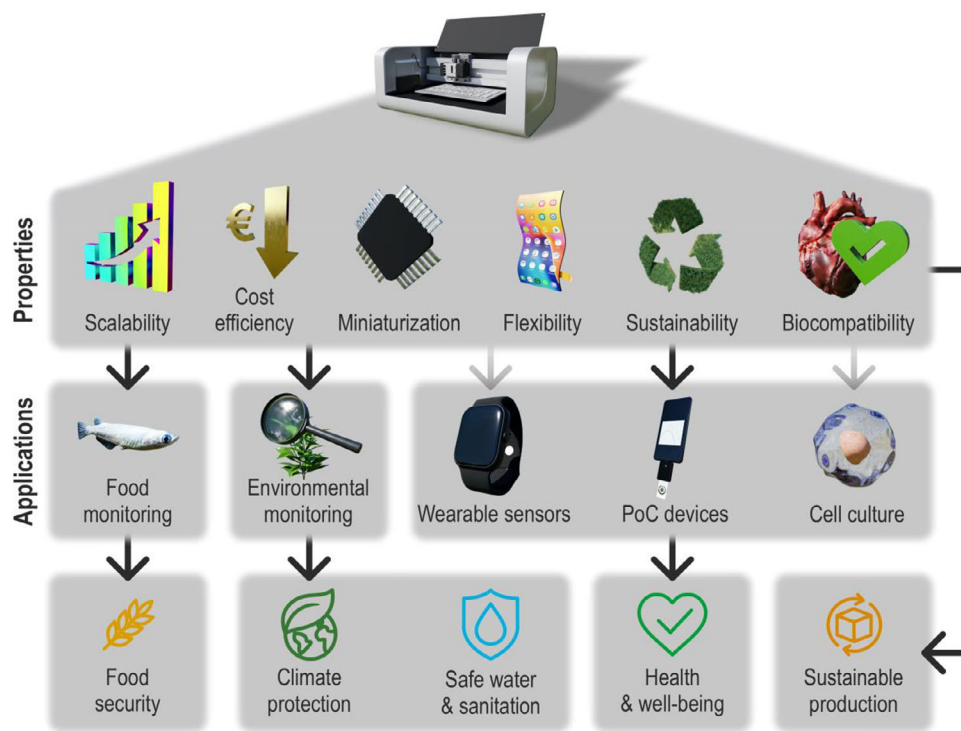 Properties
€
Scalability
Cost
efficiency
Miniaturization
Flexibility
Sustainability
Biocompatibility
Applications
Food
monitoring
Environmental
monitoring
Wearable sensors
PoC devices
Cell culture
Food
security
Climate
protection
Safe water
& sanitation
Health
& well-being
Sustainable
production